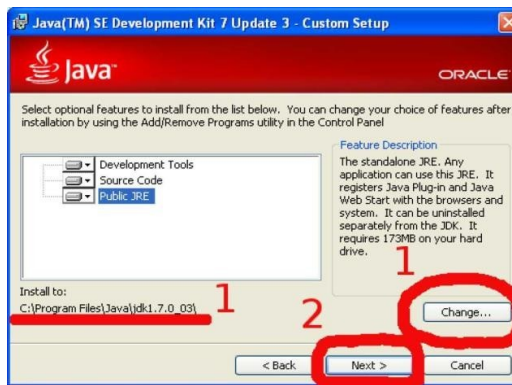 Java(TM) SE Development Kit 7 Update 3 - Custom Setup
Java™
ORACLE
Select optional features to install from the list below. You can change your choice of features after
installation by using the Add/Remove Programs utility in the Control Panel
Development Tools
Source Code
Public JRE
Feature Description
The standalone JRE. Any
application can use this JRE. It
registers Java Plug-in and Java
Web Start with the browsers and
system. It can be uninstalled
separately from the JDK. It
requires 173MB on your hard
drive.
1
Install to:
C:\Program Files\Java\jdk1.7.0_03\
1
Change...
2
< Back
Next >
Cancel